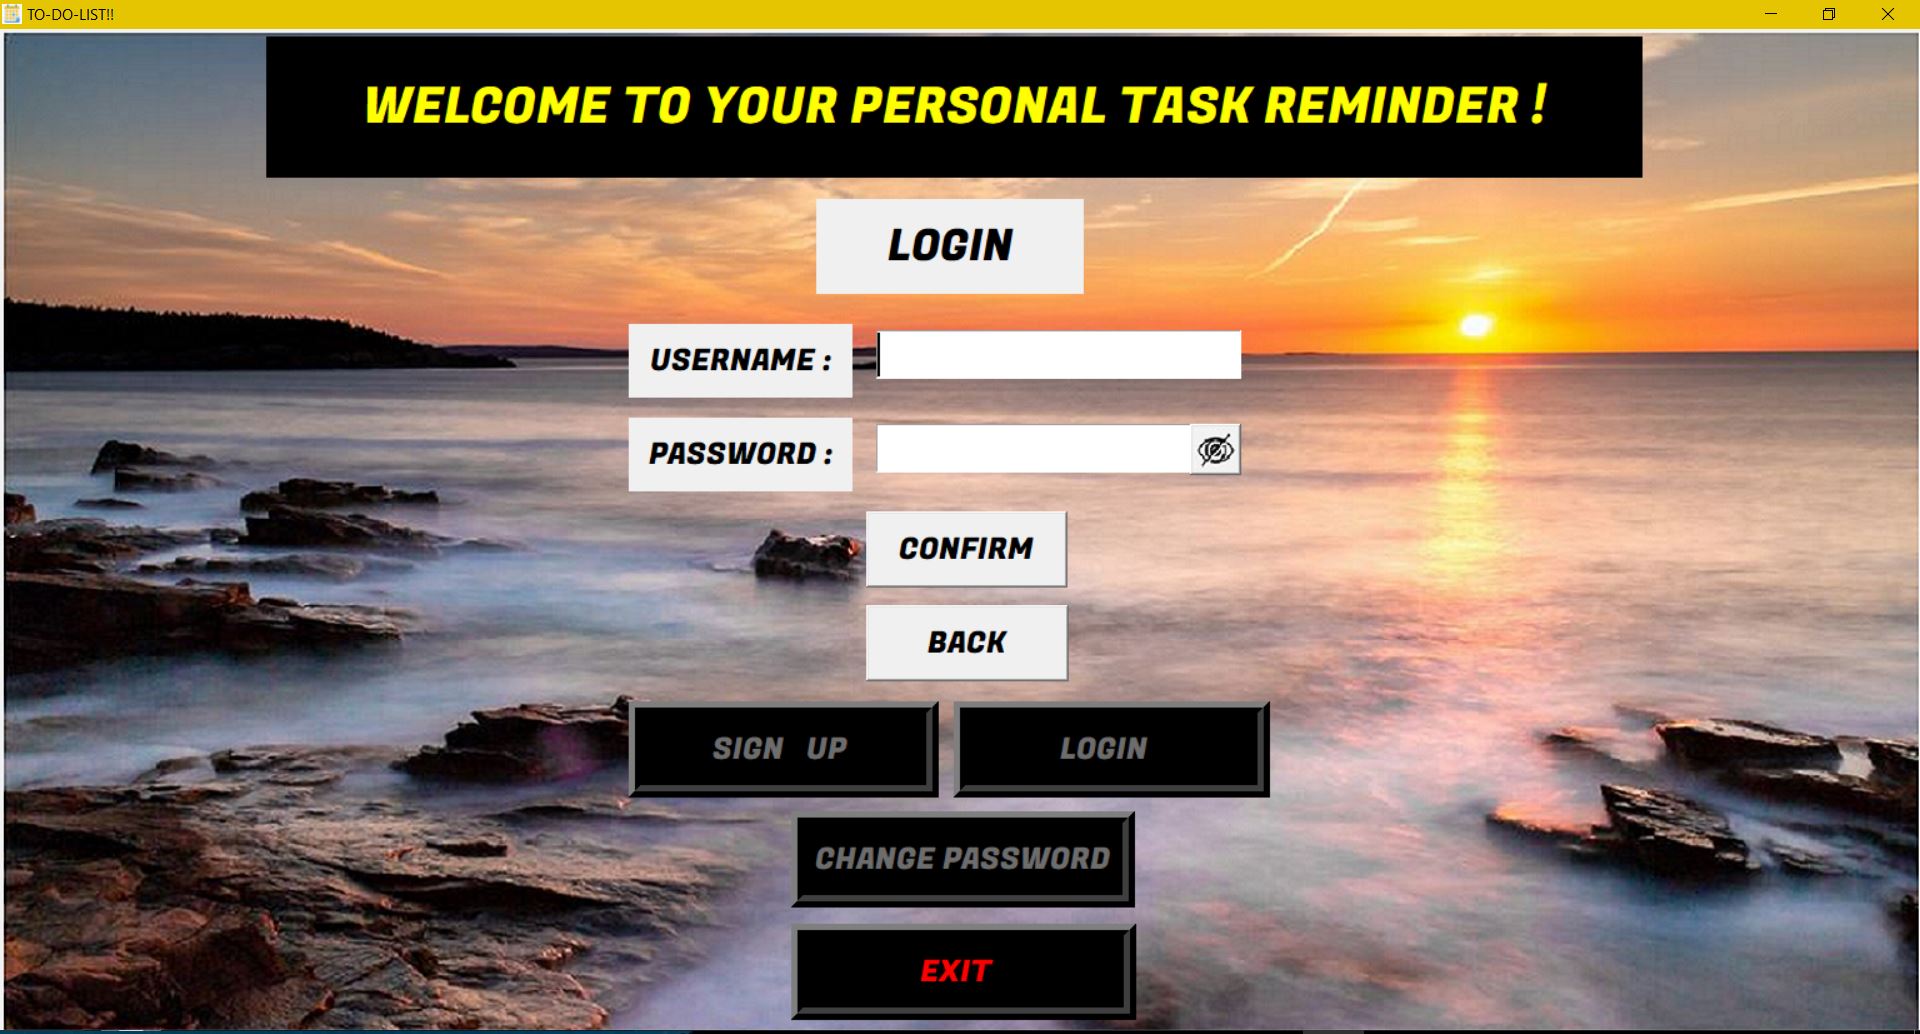 TO-DO-LIST!!
WELCOME TO YOUR PERSONAL TASK REMINDER !
LOGIN
USERNAME :
PASSWORD :
CONFIRM
BACK
SIGN UP
LOGIN
CHANGE PASSWORD
EXIT